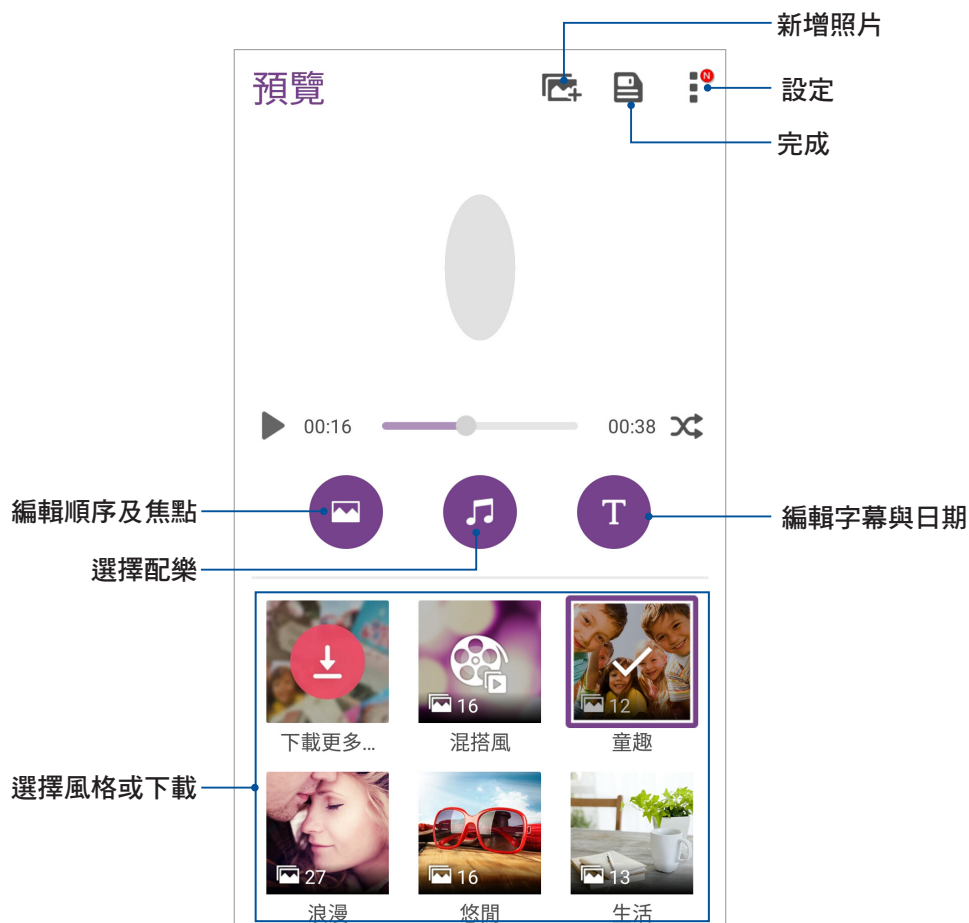 新增照片
預覽
N
設定
完成
00:16
00:38
編輯順序及焦點
T
編輯字幕與日期
選擇配樂
16
12
下載更多...
混搭風
童趣
選擇風格或下載
27
16
13
浪漫
悠閒
生活